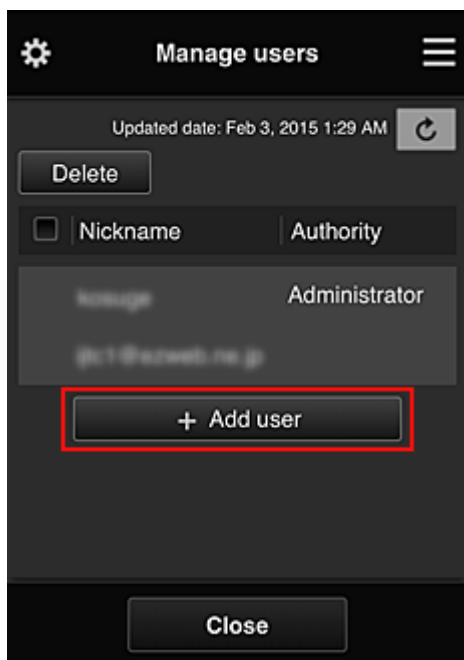 Manage users
Updated date: Feb 3, 2015 1:29 AM
Delete
Nickname Authority
Administrator
+ Add user
Close